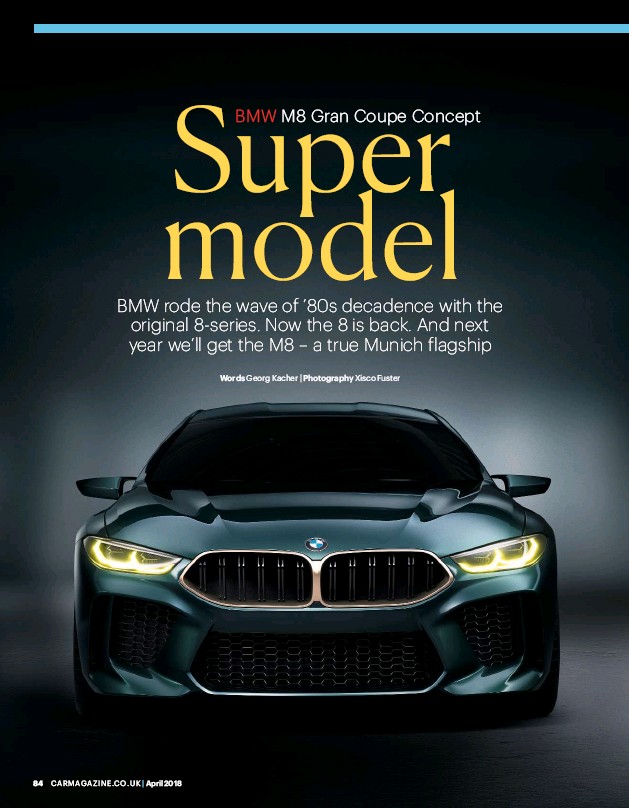 BMW M8 Gran Coupe Concept
Super
model
BMW rode the wave of ’80s decadence with the
original 8-series. Now the 8 is back. And next
year we’ll get the M8 – a true Munich flagship
Words Georg Kacher | Photography Xisco Fuster
84 CARMAGAZINE.CO.UK | April 2018